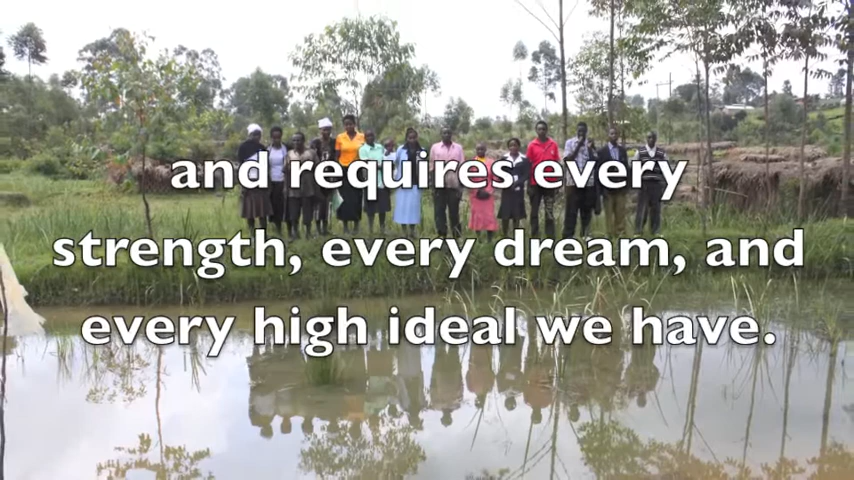 and requires every
strength, every dream, and
every high ideal we have.